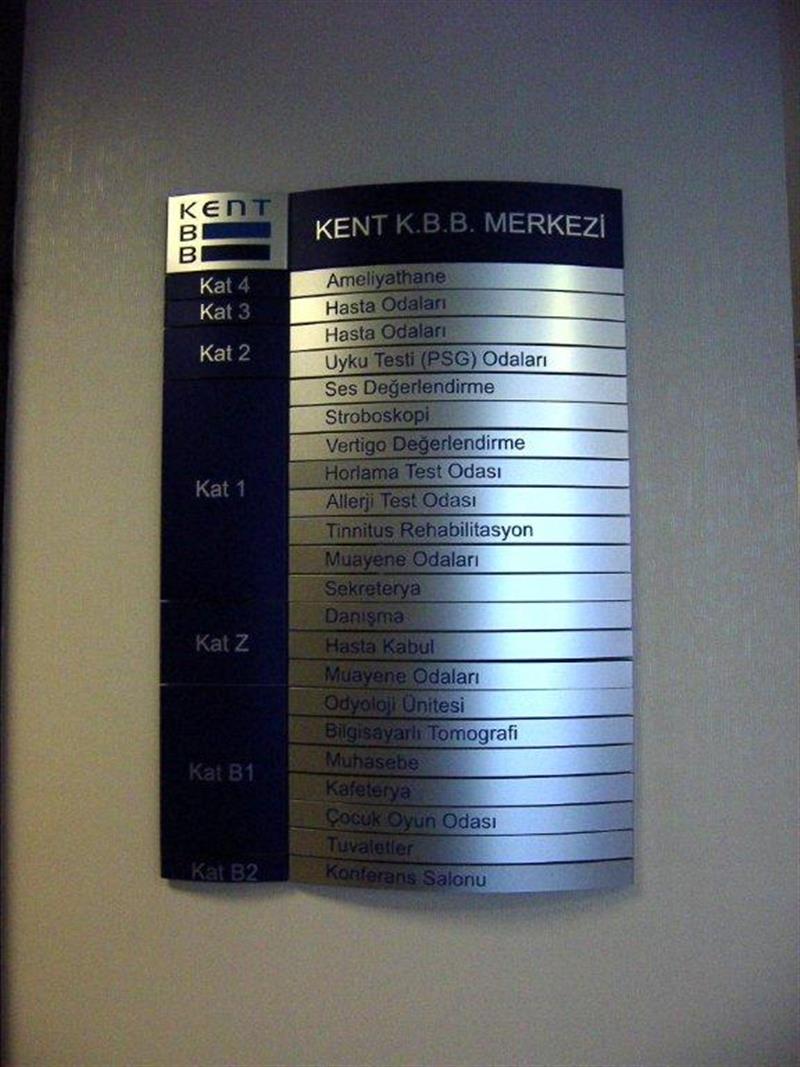 KENT
B
B
KENT K.B.B. MERKEZİ
Kat 4
Ameliyathane
Kat 3
Hasta Odaları
Kat 2
Hasta Odaları
Uyku Testi (PSG) Odaları
Kat 1
Ses Değerlendirme
Stroboskopi
Vertigo Değerlendirme
Horlama Test Odası
Allerji Test Odası
Tinnitus Rehabilitasyon
Muayene Odaları
Sekreterya
Kat Z
Danışma
Hasta Kabul
Muayene Odaları
Kat B1
Odyoloji Ünitesi
Bilgisayarlı Tomografi
Muhasebe
Kafeterya
Çocuk Oyun Odası
Tuvaletler
Kat B2
Konferans Salonu